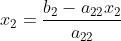 x_2 = \frac{b_2 - a_{22}x_2}{a_{22}}